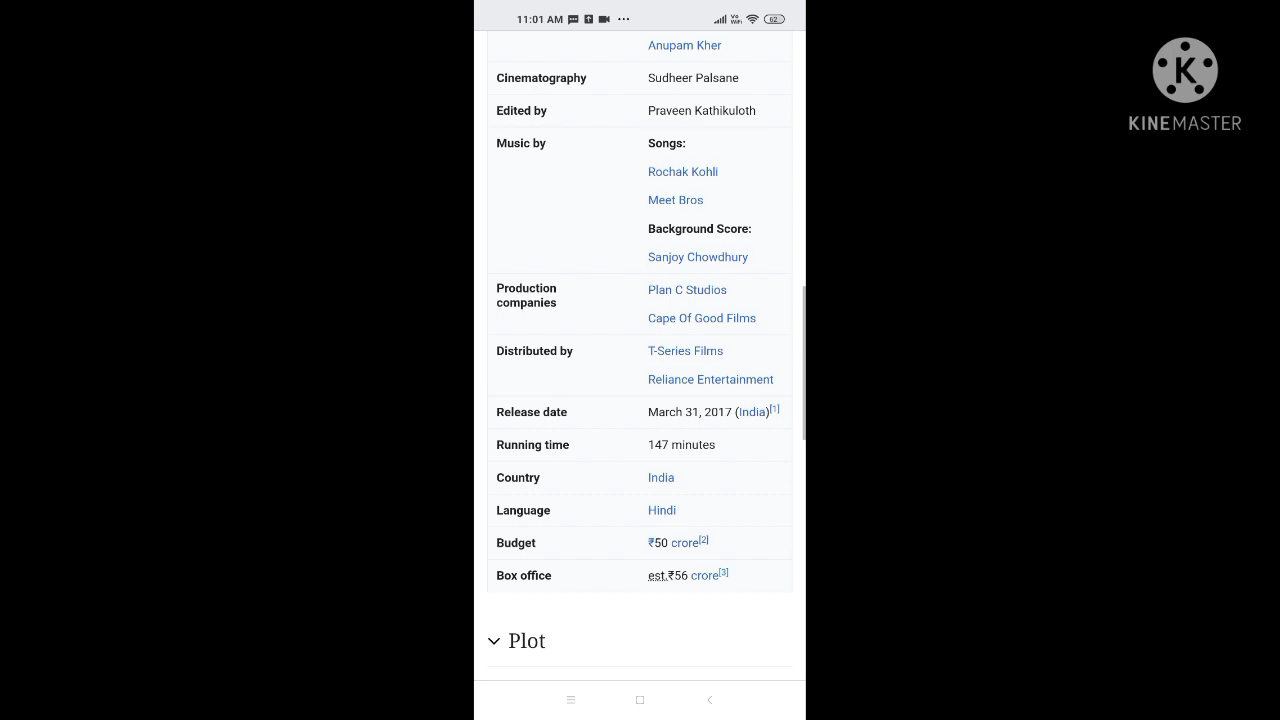 11:01 AM
Vo
WiFi
62
Anupam Kher
Cinematography Sudheer Palsane
Edited by Praveen Kathikuloth
Music by Songs:
Rochak Kohli
Meet Bros
Background Score:
Sanjoy Chowdhury
Production Plan C Studios
companies
Cape Of Good Films
Distributed by T-Series Films
Reliance Entertainment
Release date March 31, 2017 (India)[1]
Running time 147 minutes
Country India
Language Hindi
Budget ₹50 crore[2]
Box office est.₹56 crore[3]
Plot
K
KINEMASTER